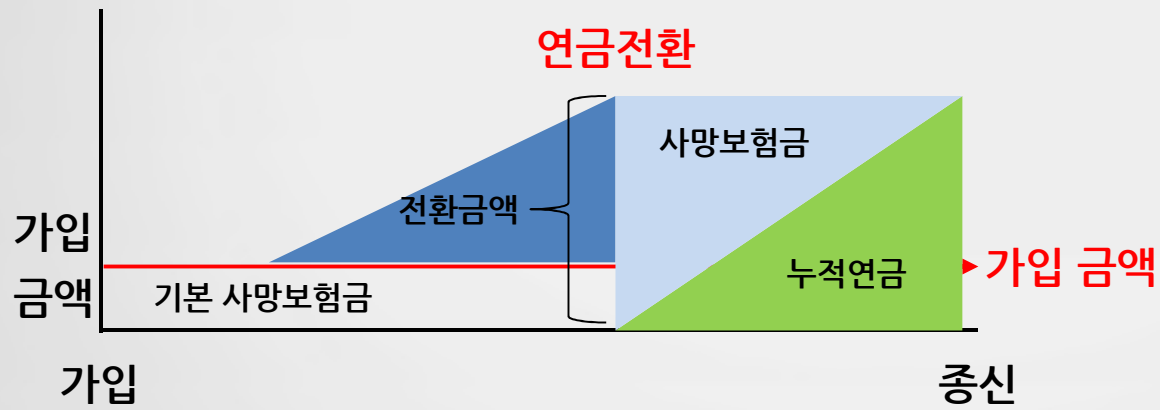 연금전환
사망보험금
전환금액
가입
금액
기본 사망보험금
누적연금
가입 금액
가입
종신